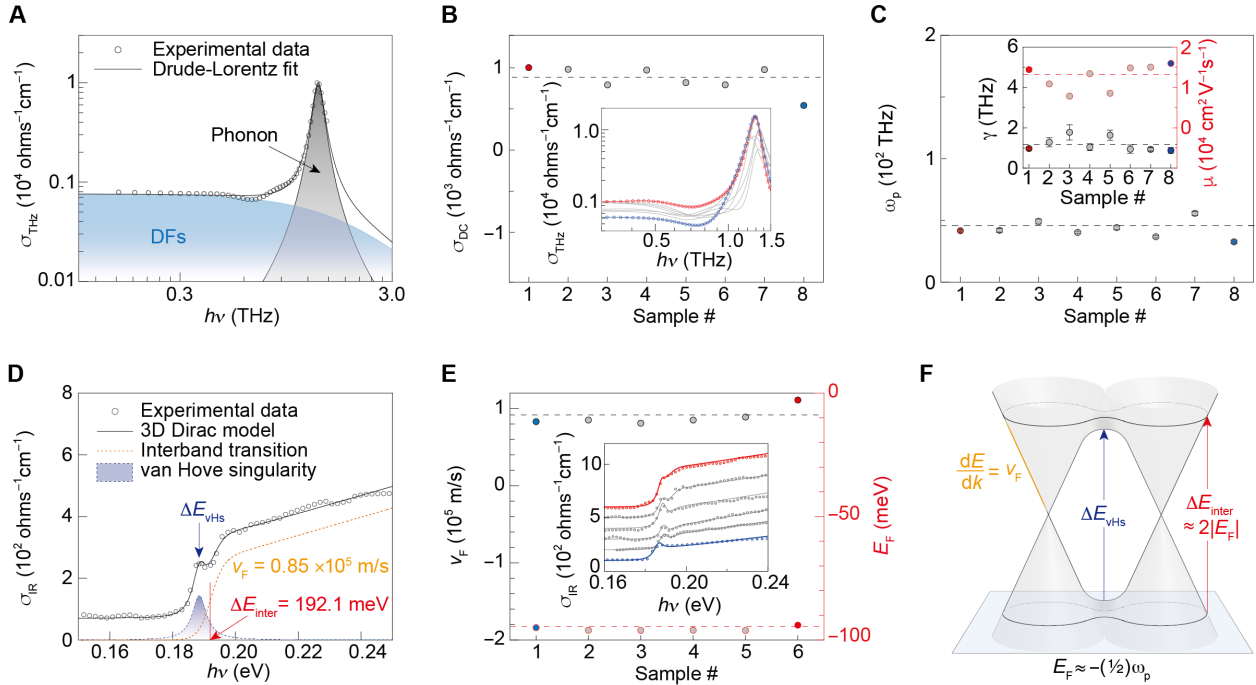 A
σTHz (10⁴ ohms⁻¹cm⁻¹)
1
0.1
0.01
Experimental data
Drude-Lorentz fit
Phonon
DFs
0.3
3.0
hν (THz)
B
σDC (10³ ohms⁻¹cm⁻¹)
1
0
−1
σTHz (10⁴ ohms⁻¹cm⁻¹)
1.0
0.1
0.5
1.0
1.5
hν (THz)
1 2 3 4 5 6 7 8
Sample #
C
ωp (10² THz)
2
1
0
γ (THz)
6
4
2
0
μ (10⁴ cm² V⁻¹s⁻¹)
2
1
0
1
1 2 3 4 5 6 7 8
Sample #
1 2 3 4 5 6 7 8
Sample #
D
σIR (10² ohms⁻¹cm⁻¹)
8
6
4
2
0
Experimental data
3D Dirac model
Interband transition
van Hove singularity
ΔEvHs
vF = 0.85 ×10⁵ m/s
ΔEinter = 192.1 meV
0.16 0.18 0.20 0.22 0.24
hν (eV)
E
vF (10⁵ m/s)
1
0
−1
−2
σIR (10² ohms⁻¹cm⁻¹)
10
5
0
0.16 0.20 0.24
hν (eV)
EF (meV)
0
−50
−100
1 2 3 4 5 6
Sample #
F
dE/dk = vF
ΔEvHs
ΔEinter
≈ 2|EF|
EF ≈ −(½)ωp